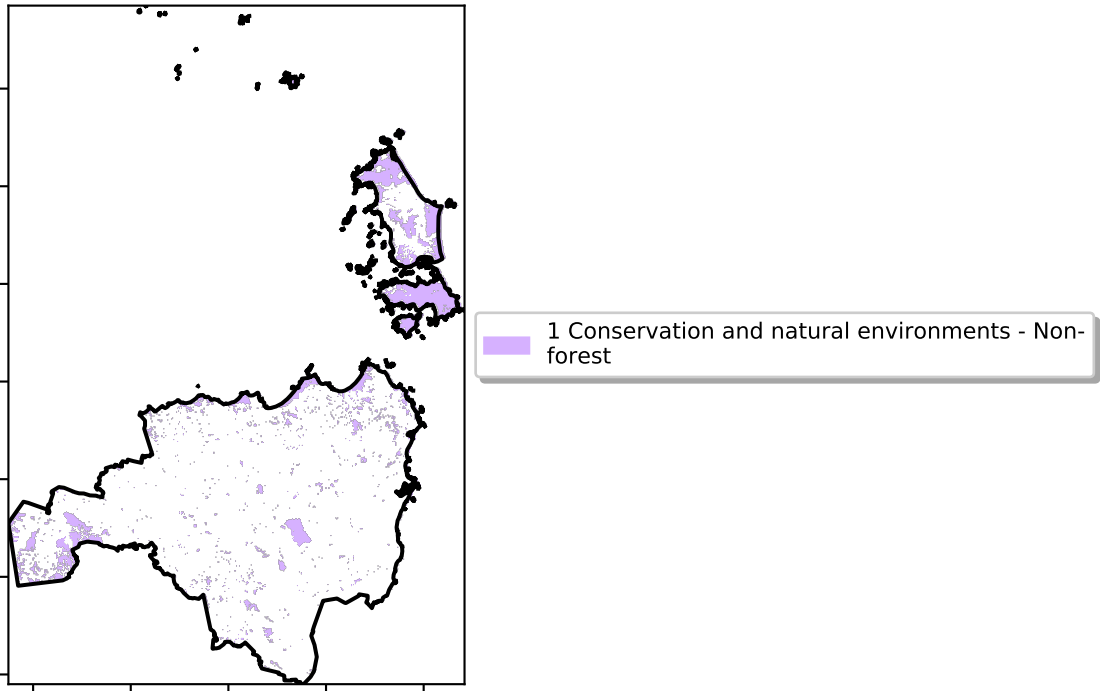 1 Conservation and natural environments - Non-
forest